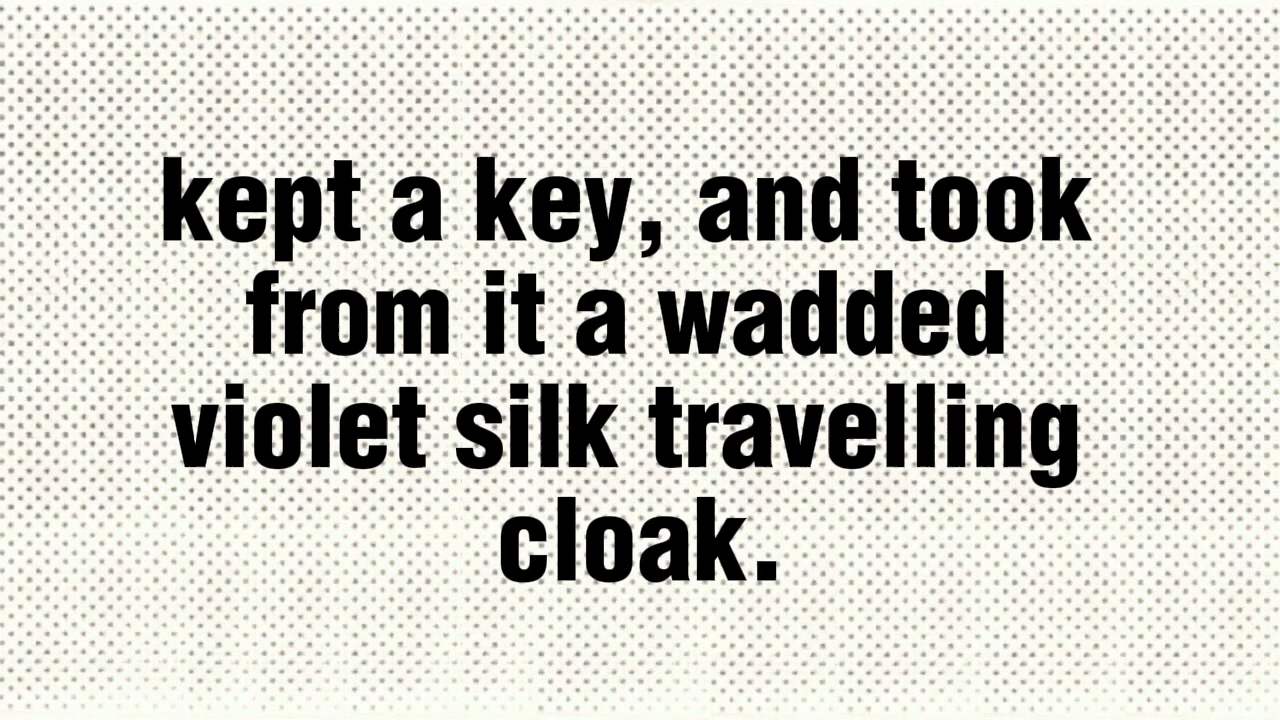 kept a key, and took
from it a wadded
violet silk travelling
cloak.